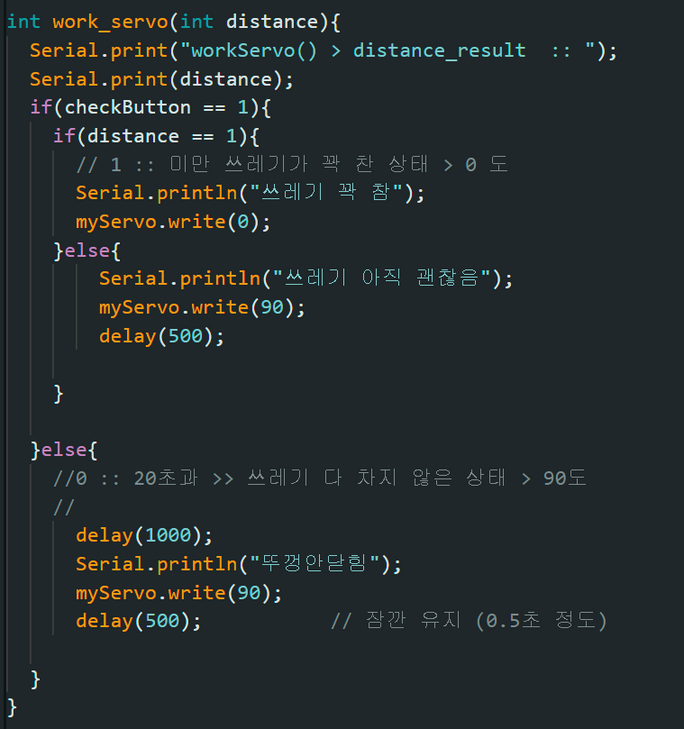 int work_servo(int distance){
Serial.print("workServo() > distance_result  :: ");
Serial.print(distance);
if(checkButton == 1){
if(distance == 1){
// 1 :: 미만 쓰레기가 꽉 찬 상태 > 0 도
Serial.println("쓰레기 꽉 참");
myServo.write(0);
}else{
Serial.println("쓰레기 아직 괜찮음");
myServo.write(90);
delay(500);
}
}else{
//0 :: 20초과 >> 쓰레기 다 차지 않은 상태 > 90도
//
delay(1000);
Serial.println("뚜껑안닫힘");
myServo.write(90);
delay(500);           // 잠깐 유지 (0.5초 정도)
}
}